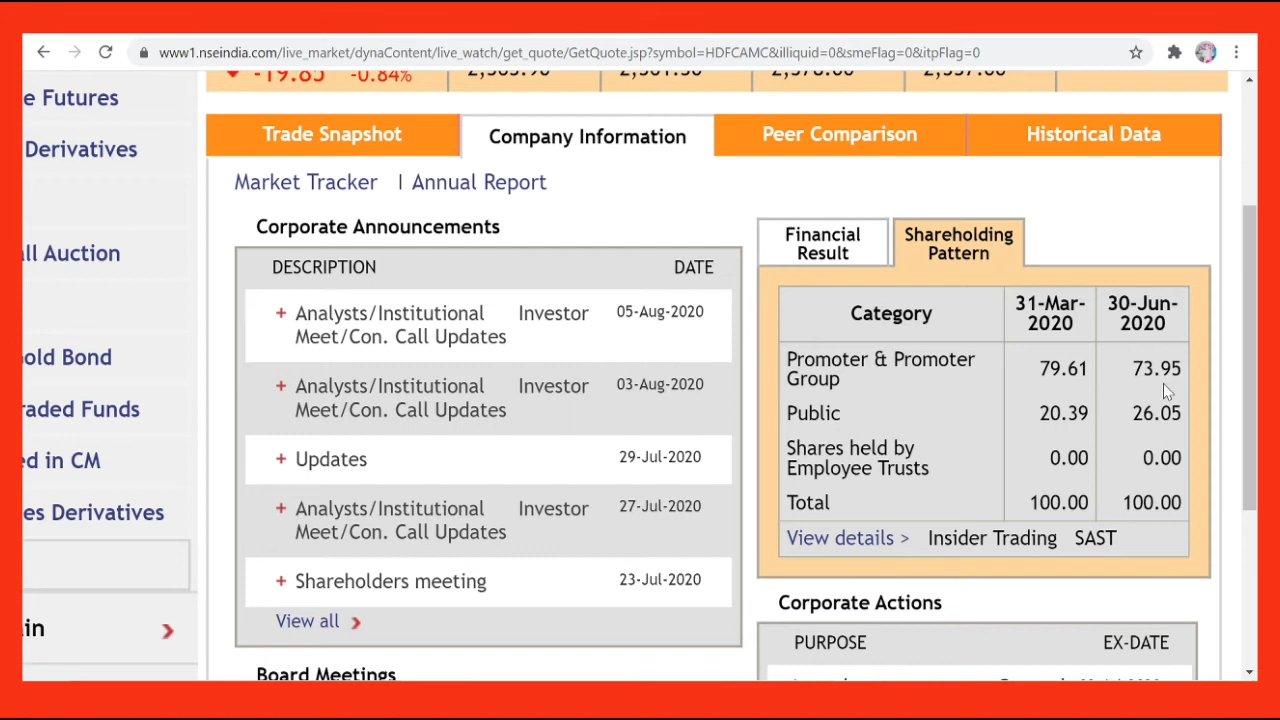 www1.nseindia.com/live_market/dynaContent/live_watch/get_quote/GetQuote.jsp?symbol=HDFCAMC&illiquid=0&smeFlag=0&itpFlag=0
-19.85 -0.84%
e Futures
Derivatives
ll Auction
old Bond
raded Funds
ed in CM
es Derivatives
in
Trade Snapshot Company Information Peer Comparison Historical Data
Market Tracker | Annual Report
Corporate Announcements
DESCRIPTION DATE
+ Analysts/Institutional Investor 05-Aug-2020
Meet/Con. Call Updates
+ Analysts/Institutional Investor 03-Aug-2020
Meet/Con. Call Updates
+ Updates 29-Jul-2020
+ Analysts/Institutional Investor 27-Jul-2020
Meet/Con. Call Updates
+ Shareholders meeting 23-Jul-2020
View all
Board Meetings
Financial
Result
Shareholding
Pattern
Category 31-Mar-2020 30-Jun-2020
Promoter & Promoter
Group 79.61 73.95
Public 20.39 26.05
Shares held by
Employee Trusts 0.00 0.00
Total 100.00 100.00
View details > Insider Trading SAST
Corporate Actions
PURPOSE EX-DATE